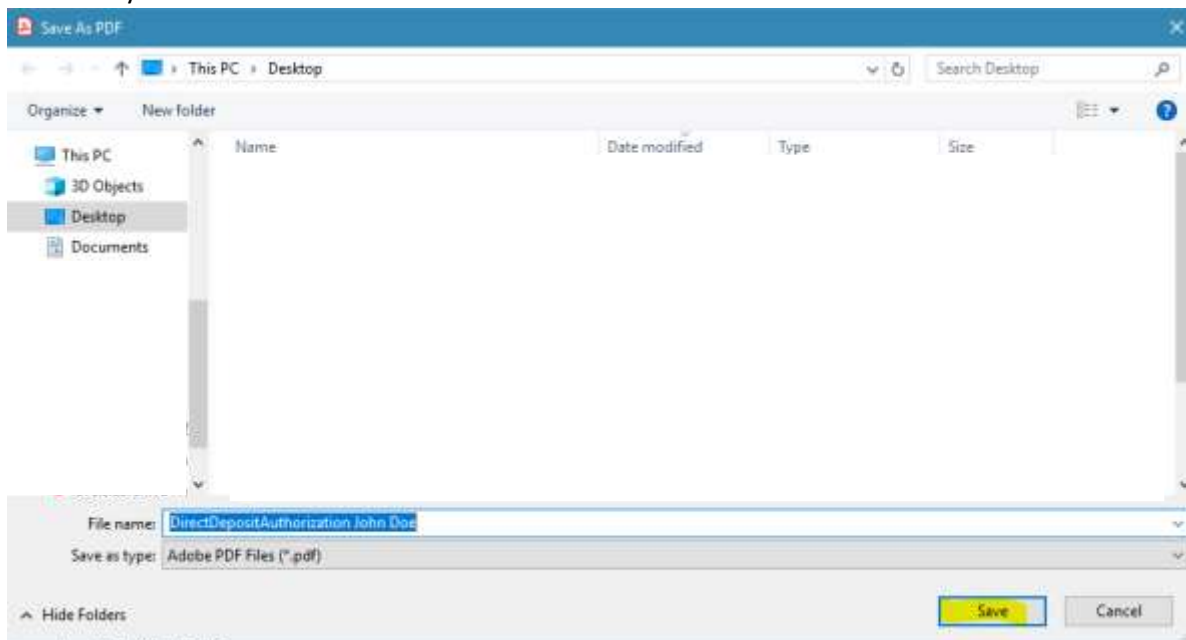 Save As PDF
This PC › Desktop
Search Desktop
Organize
New folder
Name
Date modified
Type
Size
This PC
3D Objects
Desktop
Documents
File name: DirectDepositAuthorization John Doe
Save as type: Adobe PDF Files (*.pdf)
Hide Folders
Save
Cancel